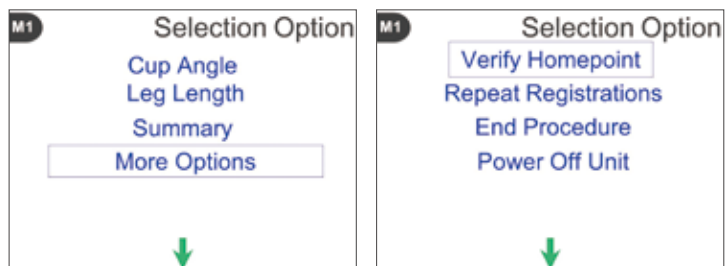 M1 Selection Option
Cup Angle
Leg Length
Summary
More Options
M1 Selection Option
Verify Homepoint
Repeat Registrations
End Procedure
Power Off Unit